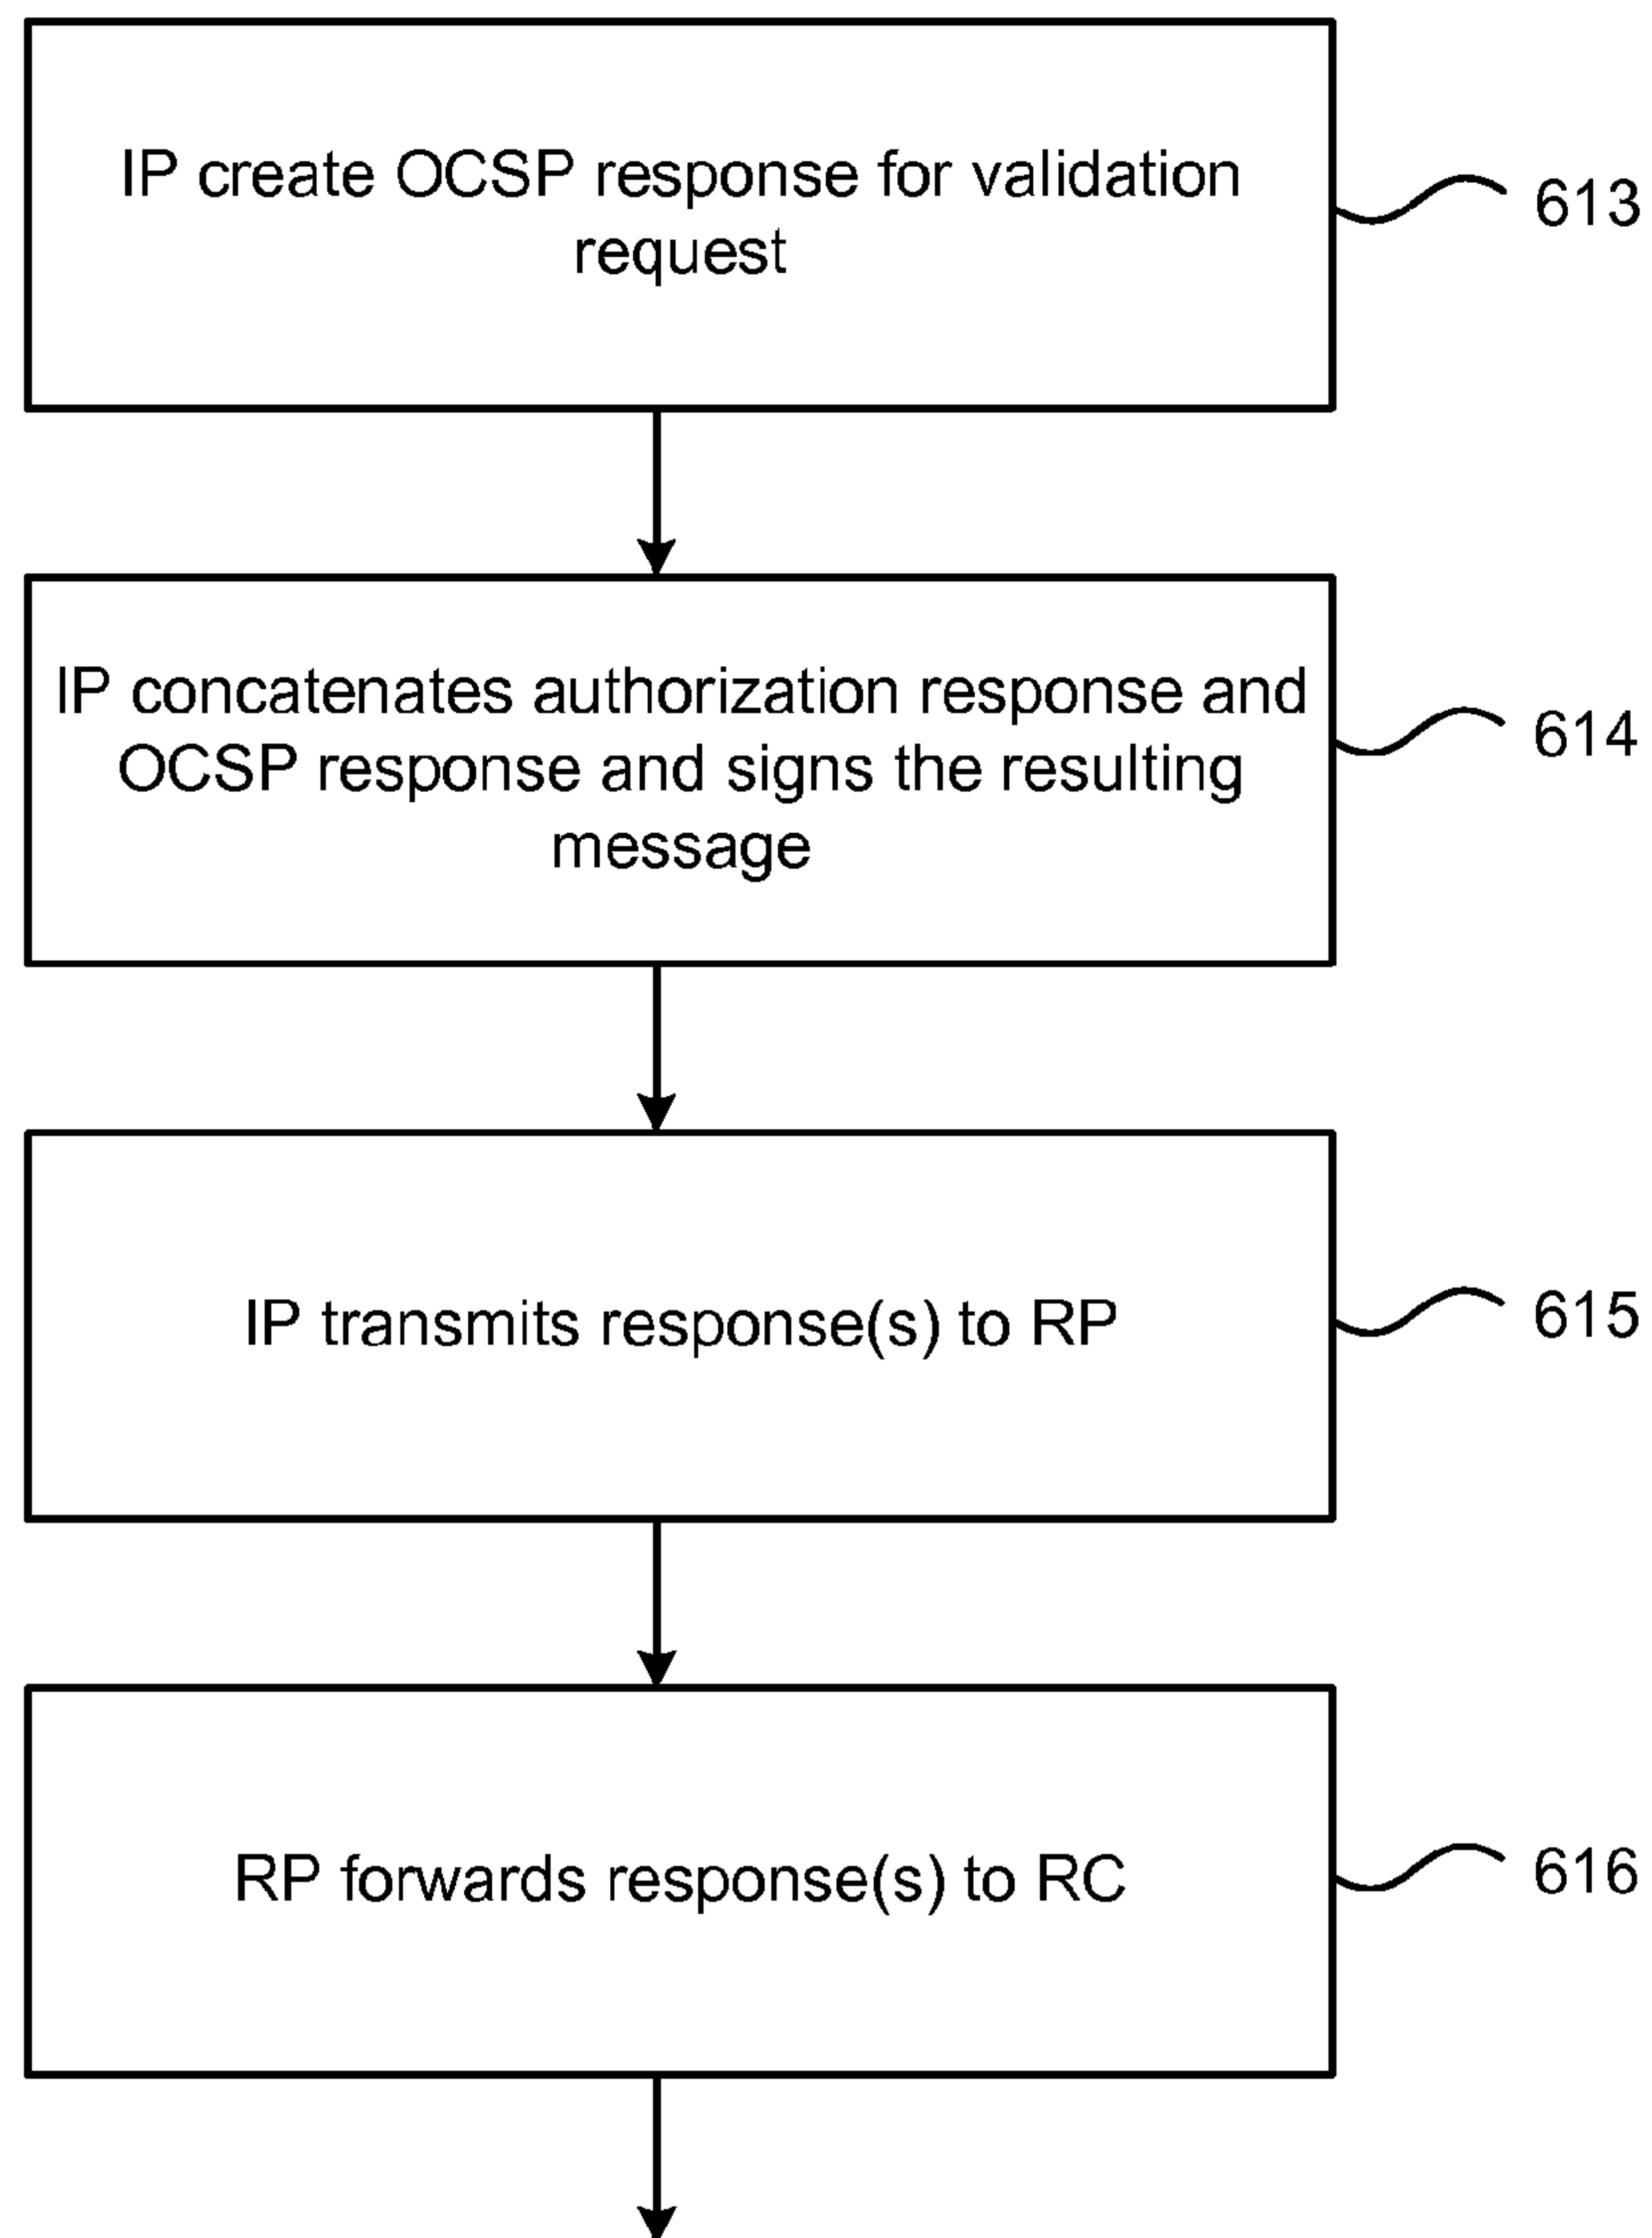 IP create OCSP response for validation
request
613
IP concatenates authorization response and
OCSP response and signs the resulting
message
614
IP transmits response(s) to RP
615
RP forwards response(s) to RC
616